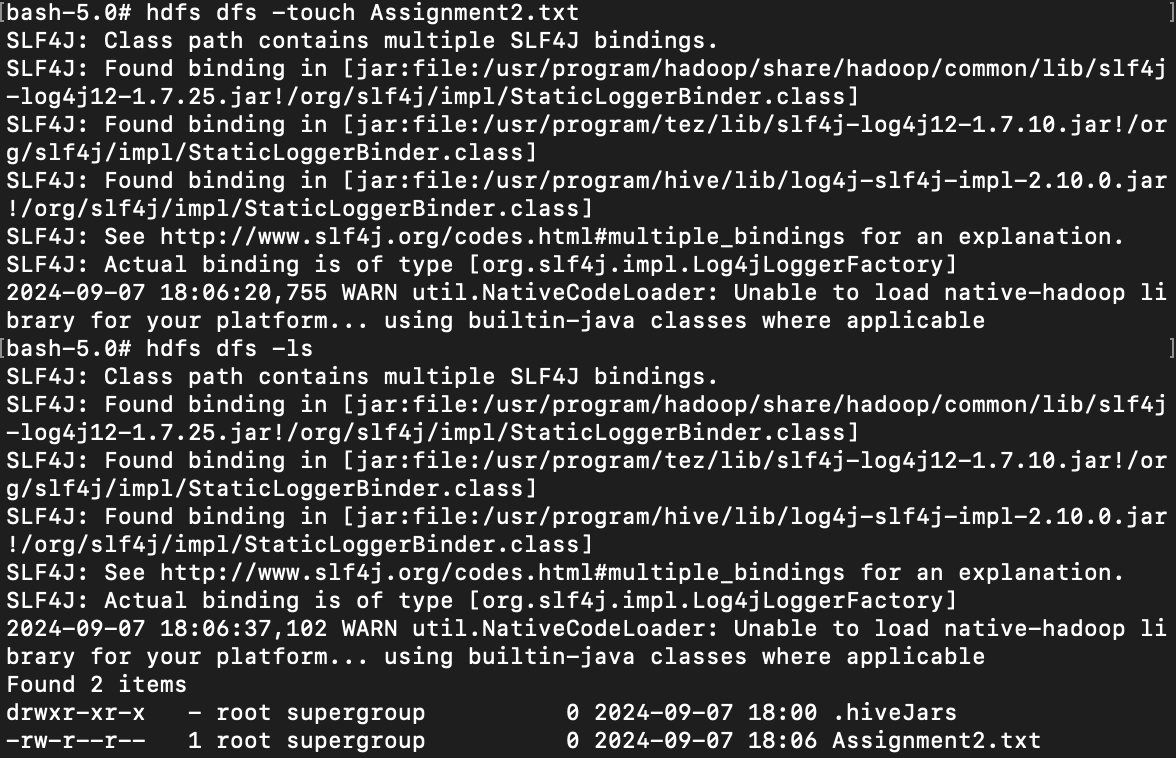 [bash-5.0# hdfs dfs -touch Assignment2.txt ]
SLF4J: Class path contains multiple SLF4J bindings.
SLF4J: Found binding in [jar:file:/usr/program/hadoop/share/hadoop/common/lib/slf4j
-log4j12-1.7.25.jar!/org/slf4j/impl/StaticLoggerBinder.class]
SLF4J: Found binding in [jar:file:/usr/program/tez/lib/slf4j-log4j12-1.7.10.jar!/or
g/slf4j/impl/StaticLoggerBinder.class]
SLF4J: Found binding in [jar:file:/usr/program/hive/lib/log4j-slf4j-impl-2.10.0.jar
!/org/slf4j/impl/StaticLoggerBinder.class]
SLF4J: See http://www.slf4j.org/codes.html#multiple_bindings for an explanation.
SLF4J: Actual binding is of type [org.slf4j.impl.Log4jLoggerFactory]
2024-09-07 18:06:20,755 WARN util.NativeCodeLoader: Unable to load native-hadoop li
brary for your platform... using builtin-java classes where applicable
[bash-5.0# hdfs dfs -ls ]
SLF4J: Class path contains multiple SLF4J bindings.
SLF4J: Found binding in [jar:file:/usr/program/hadoop/share/hadoop/common/lib/slf4j
-log4j12-1.7.25.jar!/org/slf4j/impl/StaticLoggerBinder.class]
SLF4J: Found binding in [jar:file:/usr/program/tez/lib/slf4j-log4j12-1.7.10.jar!/or
g/slf4j/impl/StaticLoggerBinder.class]
SLF4J: Found binding in [jar:file:/usr/program/hive/lib/log4j-slf4j-impl-2.10.0.jar
!/org/slf4j/impl/StaticLoggerBinder.class]
SLF4J: See http://www.slf4j.org/codes.html#multiple_bindings for an explanation.
SLF4J: Actual binding is of type [org.slf4j.impl.Log4jLoggerFactory]
2024-09-07 18:06:37,102 WARN util.NativeCodeLoader: Unable to load native-hadoop li
brary for your platform... using builtin-java classes where applicable
Found 2 items
drwxr-xr-x   - root supergroup          0 2024-09-07 18:00 .hiveJars
-rw-r--r--   1 root supergroup          0 2024-09-07 18:06 Assignment2.txt